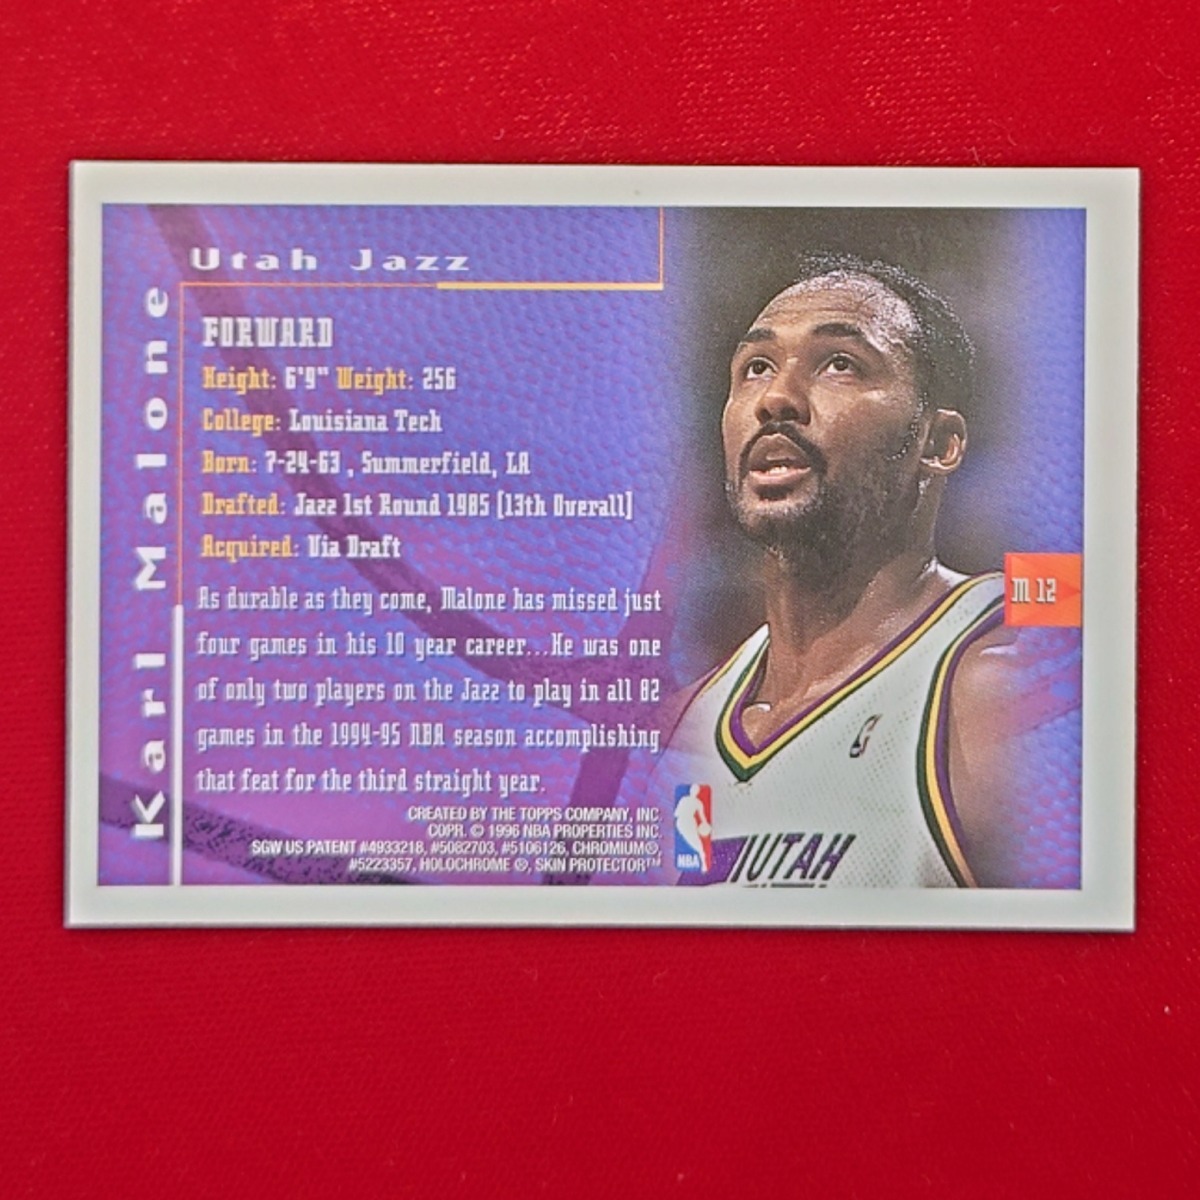 Utah Jazz
Karl Malone
FORWARD
Height: 6'9" Weight: 256
College: Louisiana Tech
Born: 7-24-63 , Summerfield, LA
Drafted: Jazz 1st Round 1985 (13th Overall)
Acquired: Via Draft
As durable as they come, Malone has missed just
four games in his 10 year career...He was one
of only two players on the Jazz to play in all 82
games in the 1994-95 NBA season accomplishing
that feat for the third straight year.
CREATED BY THE TOPPS COMPANY, INC.
COPR. © 1996 NBA PROPERTIES INC.
SGW US PATENT #4933218, #5082703, #5106126, CHROMIUM®,
#5223357, HOLOCHROME ®, SKIN PROTECTOR™
M 12
NBA
UTAH